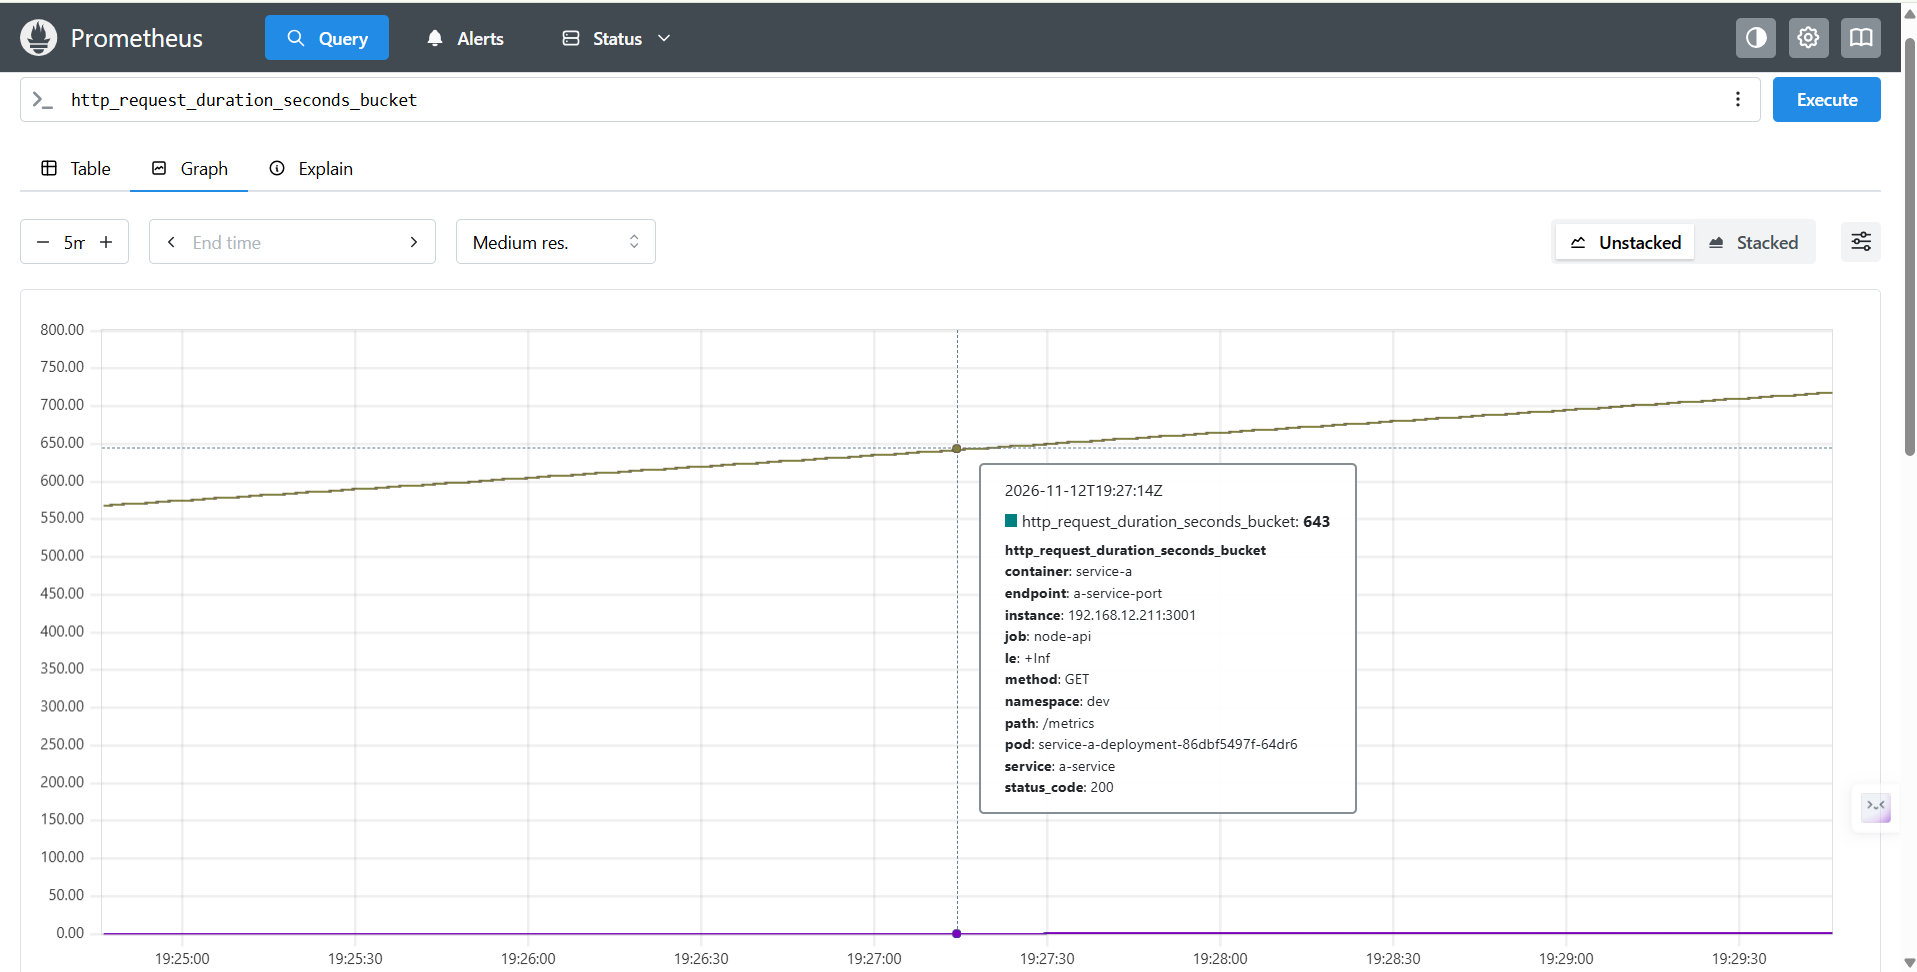 Prometheus Query Alerts Status
http_request_duration_seconds_bucket Execute
Table Graph Explain
5m End time Medium res. Unstacked Stacked
800.00
750.00
700.00
650.00
600.00
550.00
500.00
450.00
400.00
350.00
300.00
250.00
200.00
150.00
100.00
50.00
0.00
2026-11-12T19:27:14Z
http_request_duration_seconds_bucket: 643
http_request_duration_seconds_bucket
container: service-a
endpoint: a-service-port
instance: 192.168.12.211:3001
job: node-api
le: +Inf
method: GET
namespace: dev
path: /metrics
pod: service-a-deployment-86dbf5497f-64dr6
service: a-service
status_code: 200
19:25:00 19:25:30 19:26:00 19:26:30 19:27:00 19:27:30 19:28:00 19:28:30 19:29:00 19:29:30